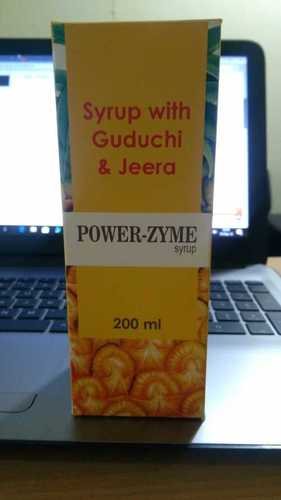 Syrup with
Guduchi
& Jeera
POWER-ZYME
syrup
200 ml